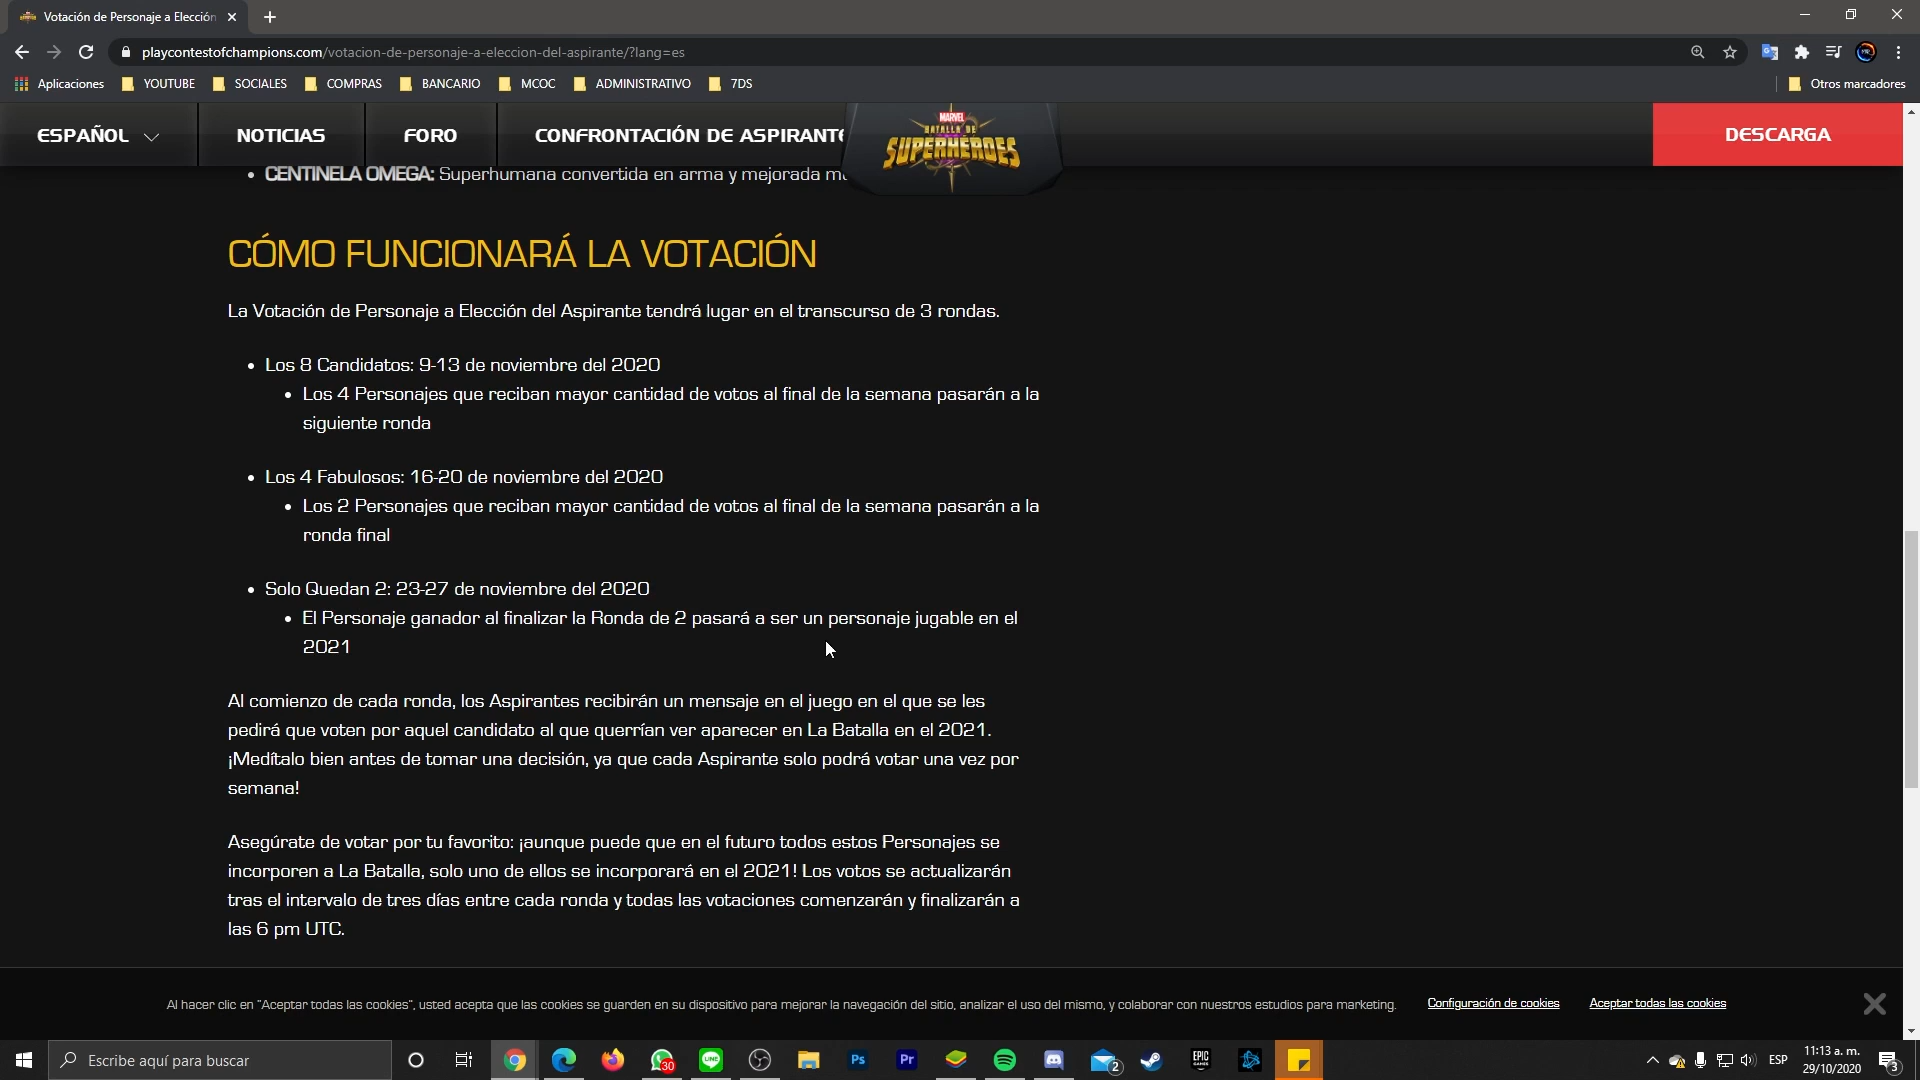 Votación de Personaje a Elección
playcontestofchampions.com/votacion-de-personaje-a-eleccion-del-aspirante/?lang=es
Aplicaciones YOUTUBE SOCIALES COMPRAS BANCARIO MCOC ADMINISTRATIVO 7DS Otros marcadores
ESPAÑOL NOTICIAS FORO CONFRONTACIÓN DE ASPIRANTE
MARVEL
BATALLA DE
SUPERHÉROES
DESCARGA
• CENTINELA OMEGA: Superhumana convertida en arma y mejorada
CÓMO FUNCIONARÁ LA VOTACIÓN
La Votación de Personaje a Elección del Aspirante tendrá lugar en el transcurso de 3 rondas.
• Los 8 Candidatos: 9-13 de noviembre del 2020
• Los 4 Personajes que reciban mayor cantidad de votos al final de la semana pasarán a la
siguiente ronda
• Los 4 Fabulosos: 16-20 de noviembre del 2020
• Los 2 Personajes que reciban mayor cantidad de votos al final de la semana pasarán a la
ronda final
• Solo Quedan 2: 23-27 de noviembre del 2020
• El Personaje ganador al finalizar la Ronda de 2 pasará a ser un personaje jugable en el
2021
Al comienzo de cada ronda, los Aspirantes recibirán un mensaje en el juego en el que se les
pedirá que voten por aquel candidato al que querrían ver aparecer en La Batalla en el 2021.
¡Medítalo bien antes de tomar una decisión, ya que cada Aspirante solo podrá votar una vez por
semana!
Asegúrate de votar por tu favorito: ¡aunque puede que en el futuro todos estos Personajes se
incorporen a La Batalla, solo uno de ellos se incorporará en el 2021! Los votos se actualizarán
tras el intervalo de tres días entre cada ronda y todas las votaciones comenzarán y finalizarán a
las 6 pm UTC.
Al hacer clic en "Aceptar todas las cookies", usted acepta que las cookies se guarden en su dispositivo para mejorar la navegación del sitio, analizar el uso del mismo, y colaborar con nuestros estudios para marketing. Configuración de cookies Aceptar todas las cookies
Escribe aquí para buscar
30
LINE
Ps
Pr
2
EPIC
GAMES
ESP
11:13 a. m.
29/10/2020
3